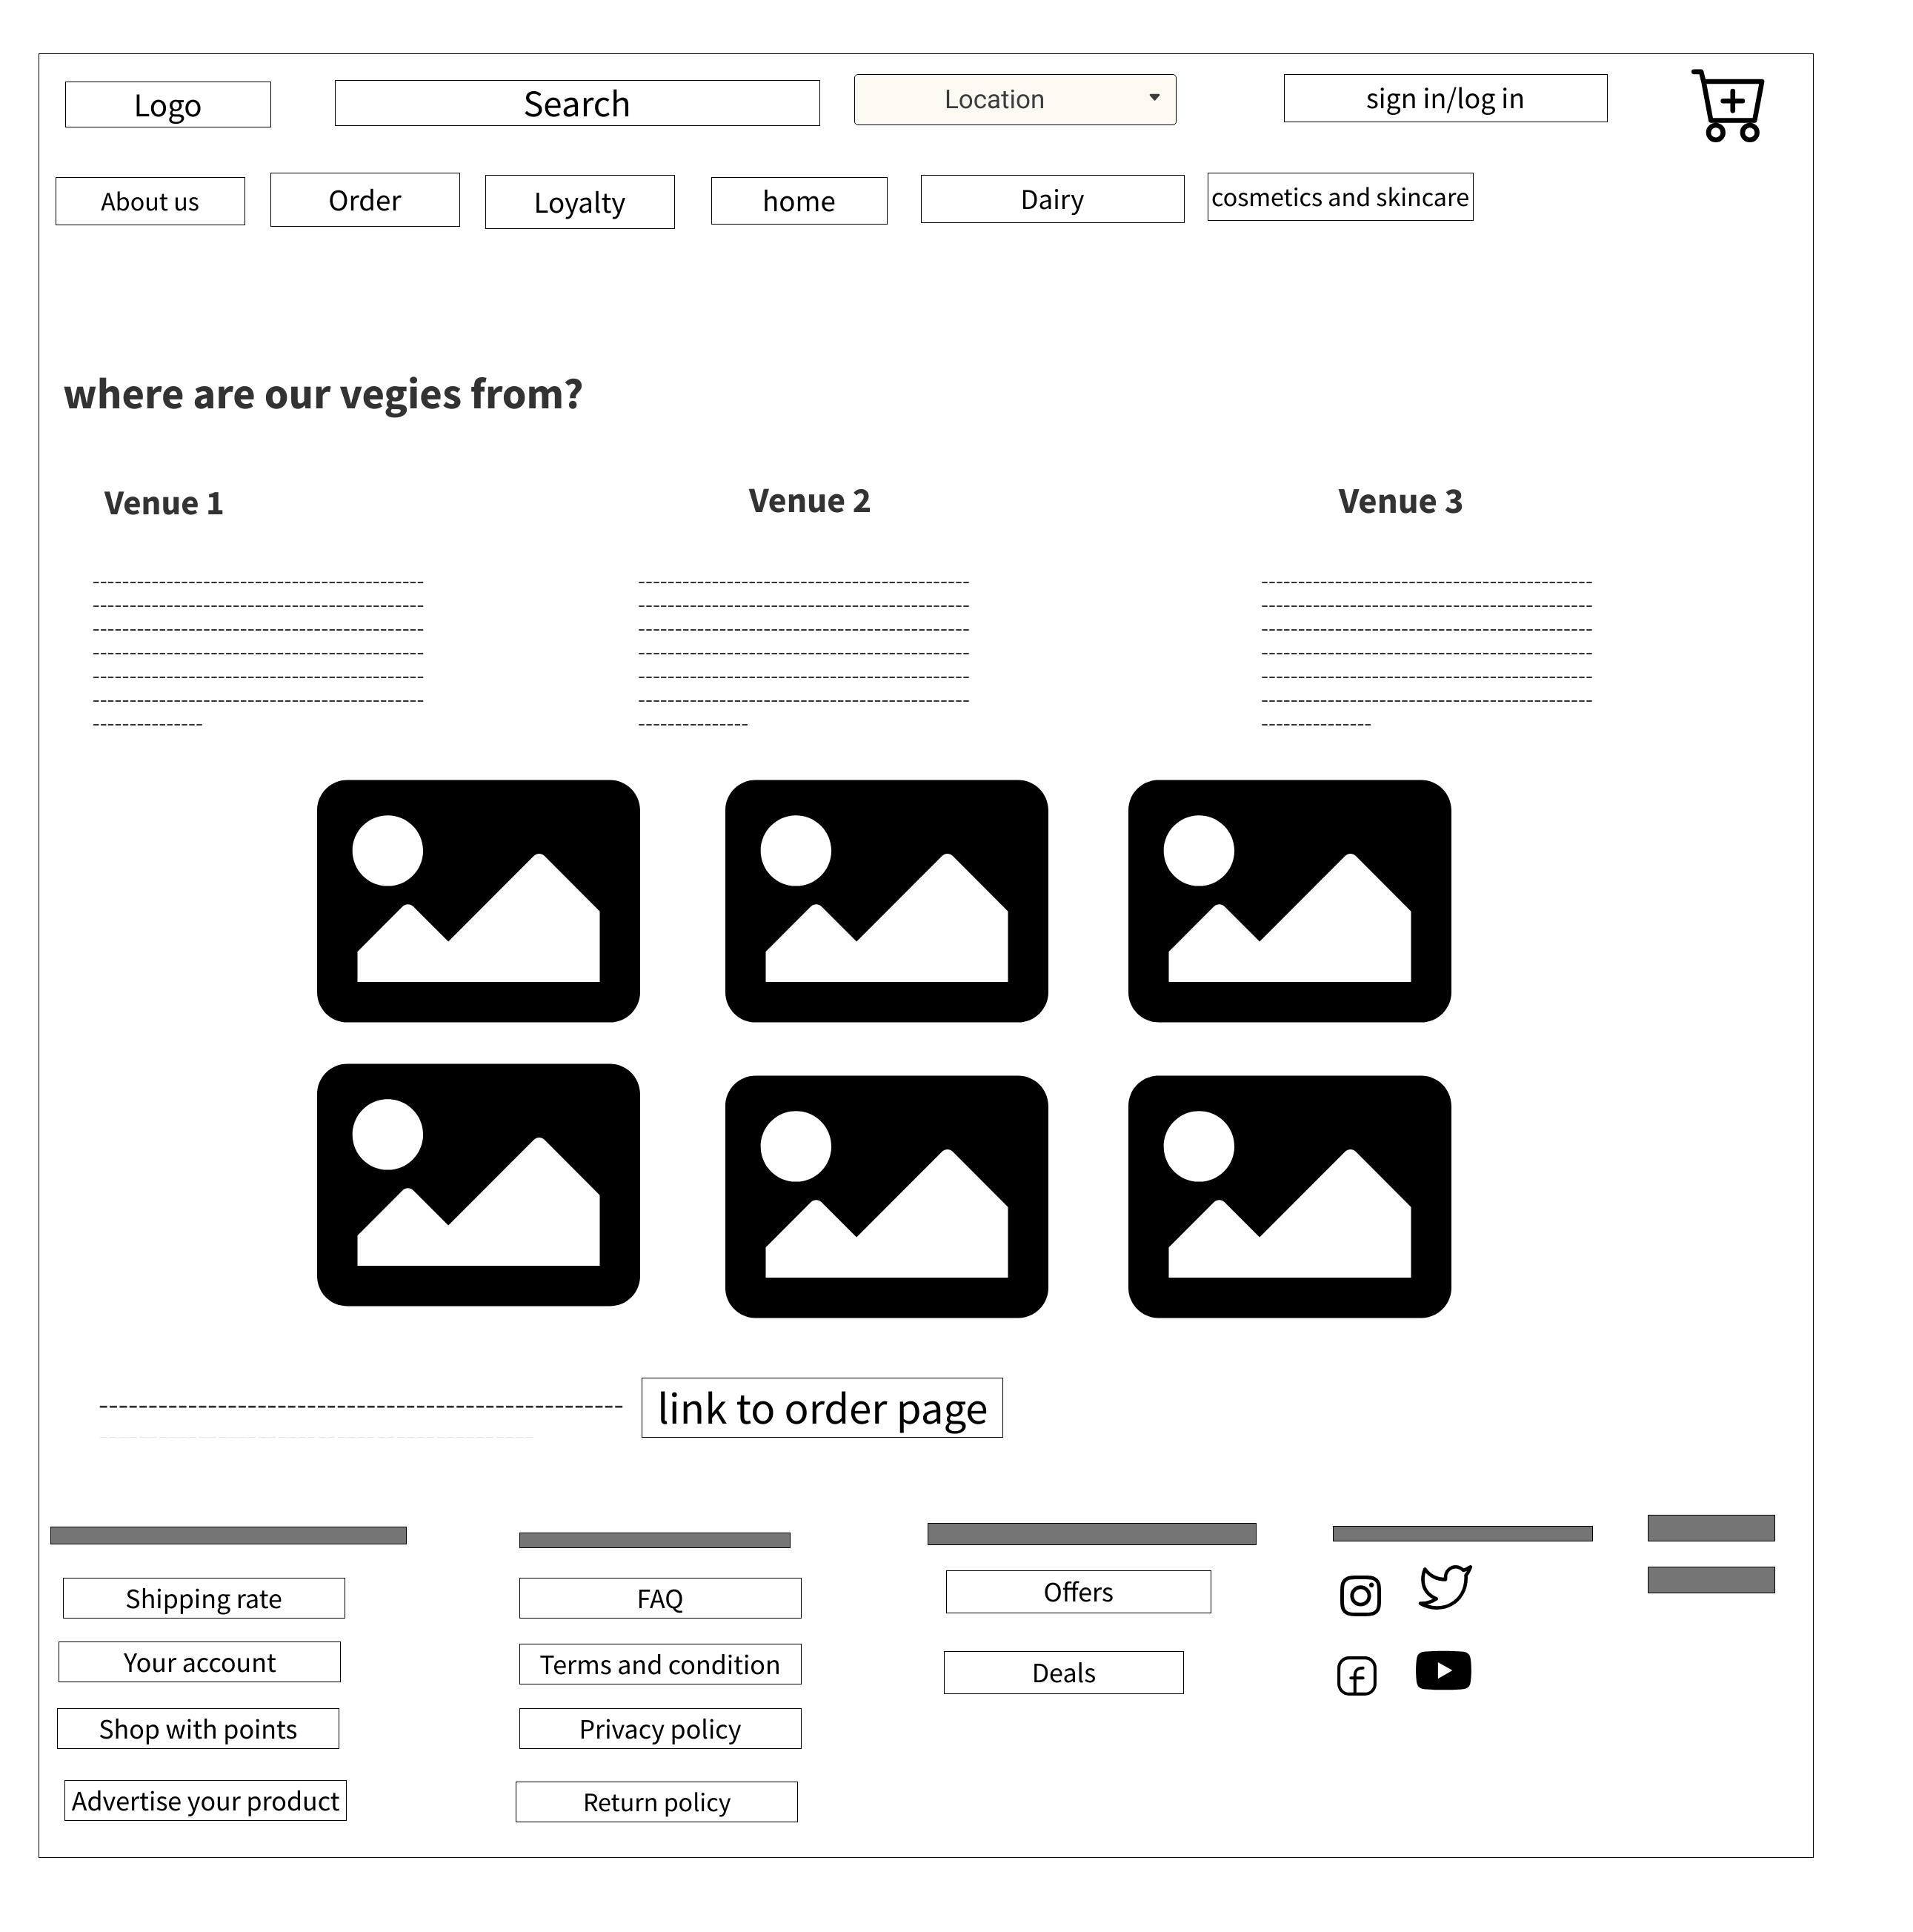 Logo
Search
Location
sign in/log in
About us
Order
Loyalty
home
Dairy
cosmetics and skincare
where are our vegies from?
Venue 1
Venue 2
Venue 3
link to order page
Shipping rate
FAQ
Offers
Your account
Terms and condition
Deals
Shop with points
Privacy policy
Advertise your product
Return policy